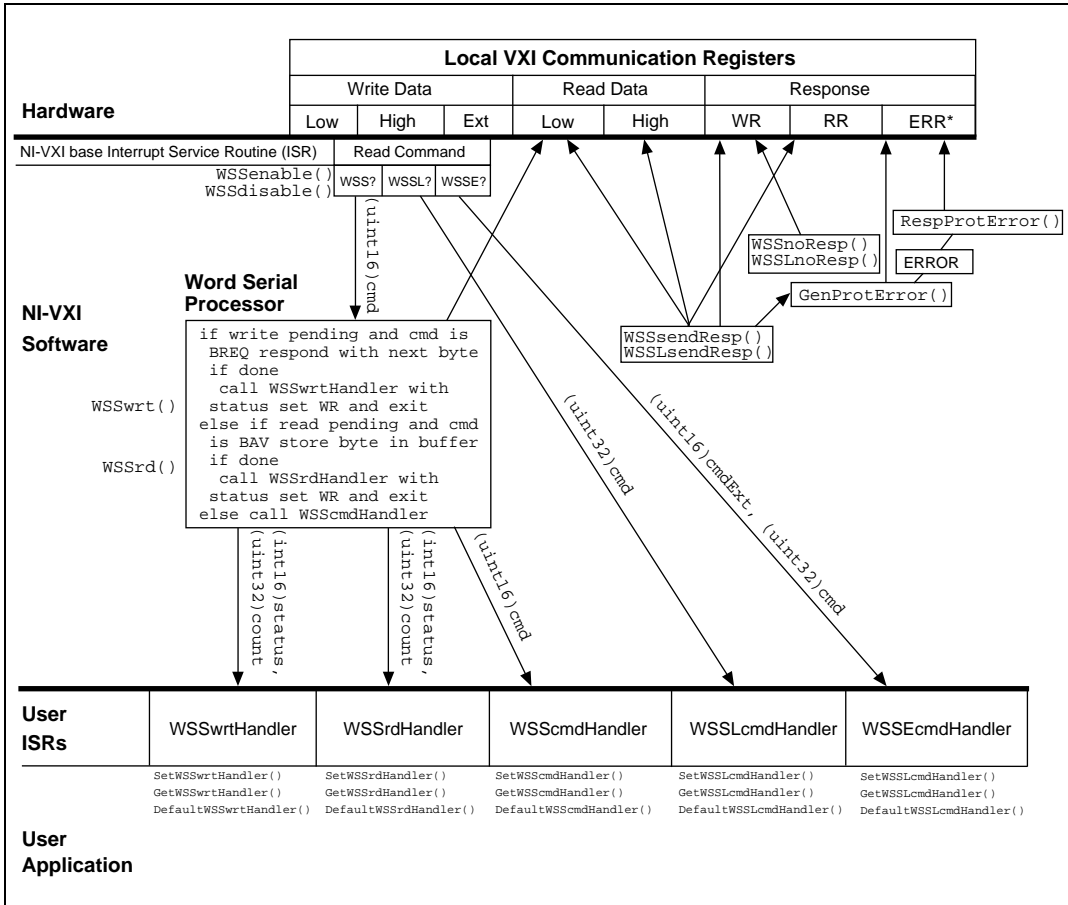 Local VXI Communication Registers
Write Data Read Data Response
Hardware
Low High Ext Low High WR RR ERR*
NI-VXI base Interrupt Service Routine (ISR) Read Command
WSSenable()
WSSdisable()
WSS? WSSL? WSSE?
(uint16)cmd
RespProtError()
WSSnoResp()
WSSLnoResp()
ERROR
GenProtError()
Word Serial
Processor
NI-VXI
Software
WSSsendResp()
WSSLsendResp()
if write pending and cmd is
BREQ respond with next byte
if done
call WSSwrtHandler with
status set WR and exit
else if read pending and cmd
is BAV store byte in buffer
if done
call WSSrdHandler with
status set WR and exit
else call WSScmdHandler
WSSwrt()
WSSrd()
(uint32)cmd
(uint16)cmdExt, (uint32)cmd
(int16)status,
(uint32)count
(int16)status,
(uint32)count
(uint16)cmd
User
ISRs
WSSwrtHandler WSSrdHandler WSScmdHandler WSSLcmdHandler WSSEcmdHandler
SetWSSwrtHandler() SetWSSrdHandler() SetWSScmdHandler() SetWSSLcmdHandler() SetWSSLcmdHandler()
GetWSSwrtHandler() GetWSSrdHandler() GetWSScmdHandler() GetWSSLcmdHandler() GetWSSLcmdHandler()
DefaultWSSwrtHandler() DefaultWSSrdHandler() DefaultWSScmdHandler() DefaultWSSLcmdHandler() DefaultWSSLcmdHandler()
User
Application